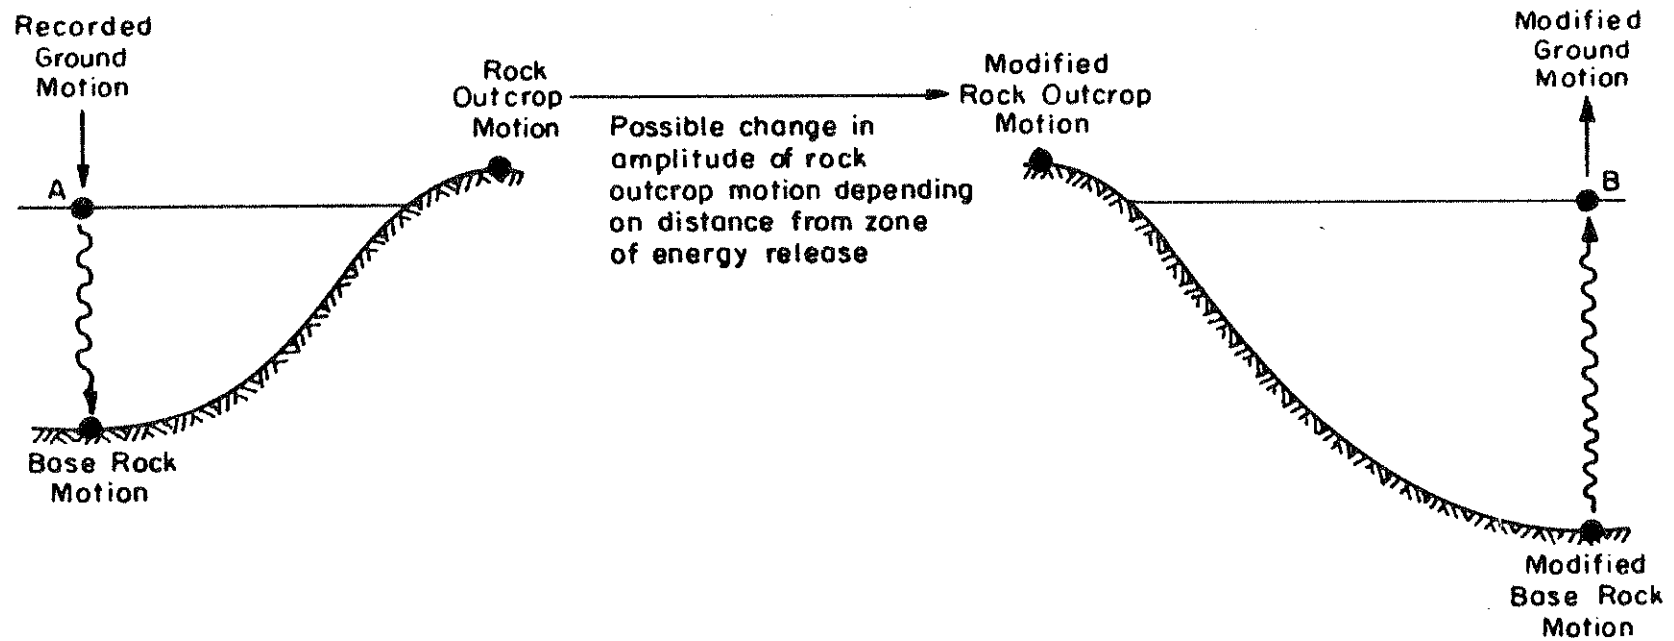 Recorded
Ground
Motion
A
Base Rock
Motion
Rock
Outcrop
Motion
Possible change in
amplitude of rock
outcrop motion depending
on distance from zone
of energy release
Modified
Rock Outcrop
Motion
Modified
Ground
Motion
B
Modified
Base Rock
Motion